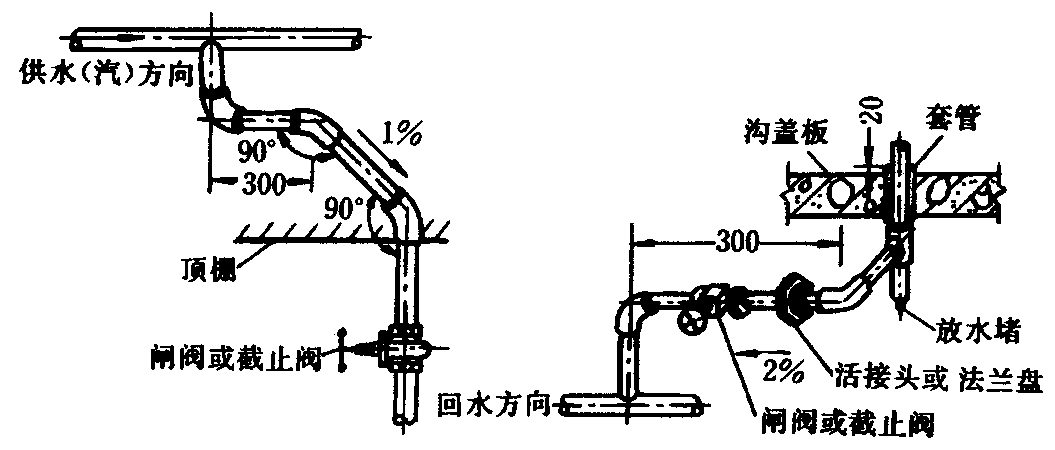 供水(汽)方向
1%
90°
300
90°
顶棚
闸阀或截止阀
20
套管
沟盖板
300
放水堵
2%
活接头或 法兰盘
回水方向
闸阀或截止阀